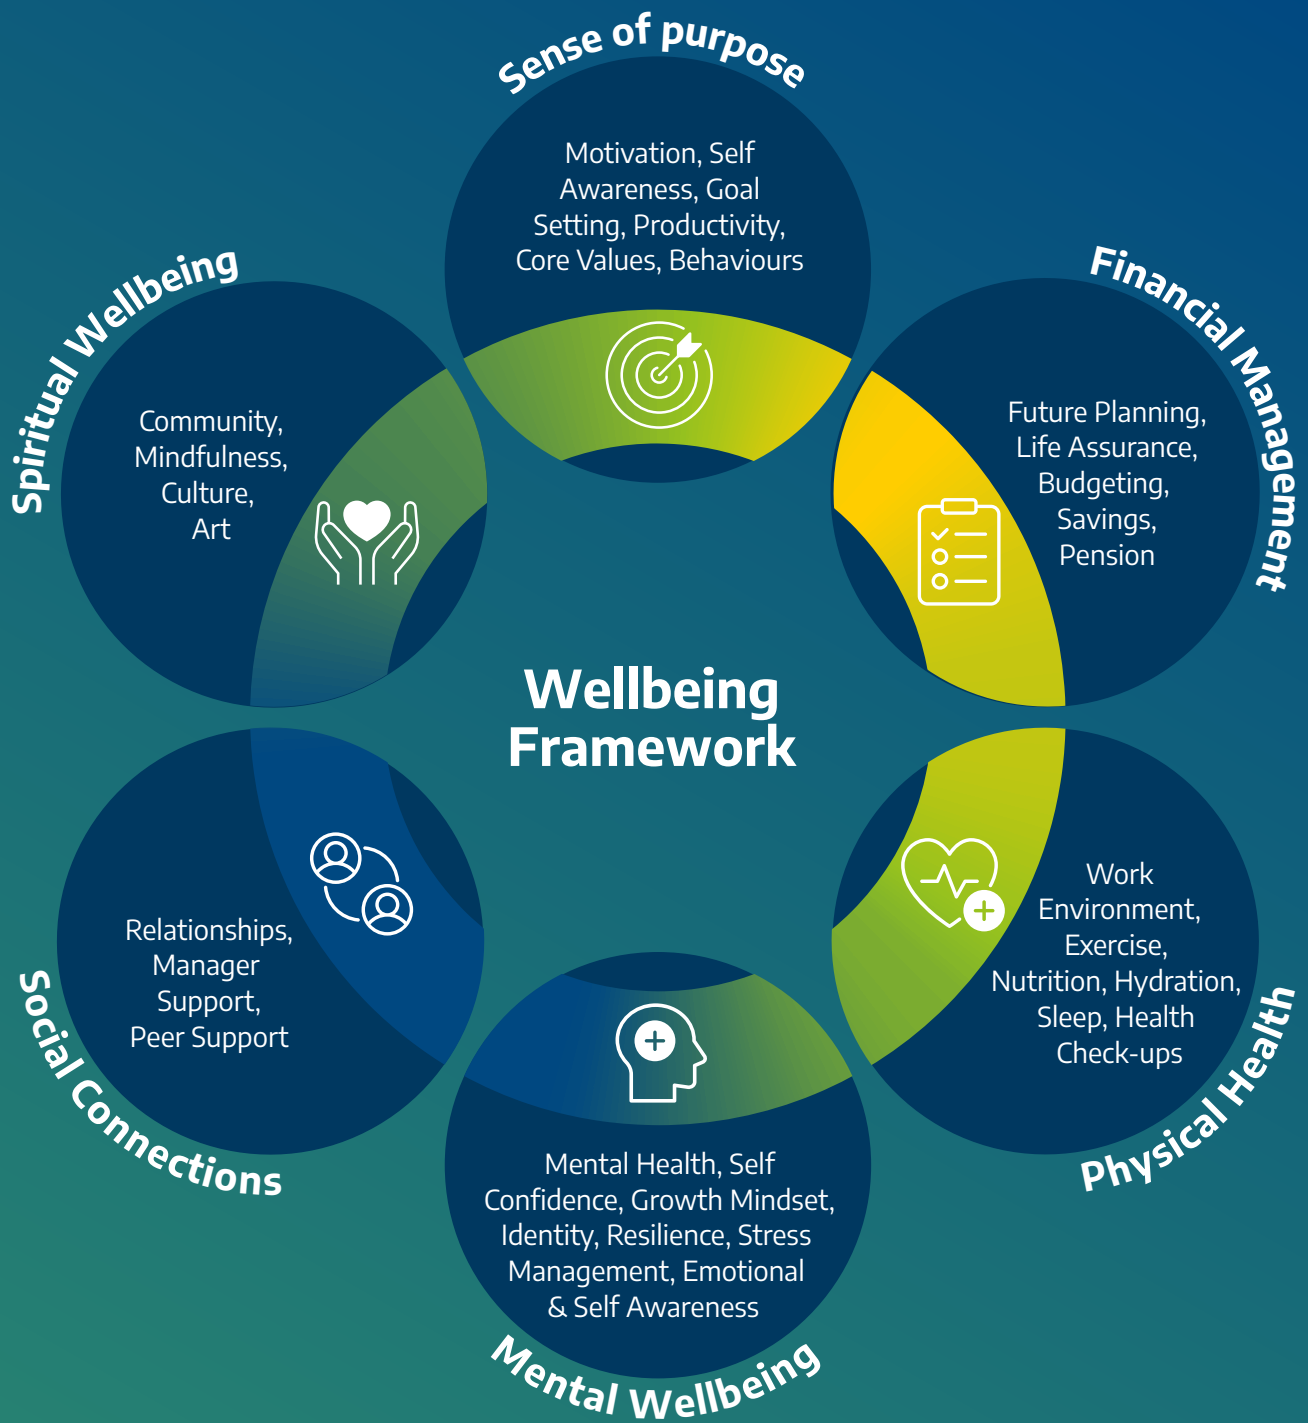 Sense of purpose
Motivation, Self
Awareness, Goal
Setting, Productivity,
Core Values, Behaviours
Financial Management
Future Planning,
Life Assurance,
Budgeting,
Savings,
Pension
Physical Health
Work
Environment,
Exercise,
Nutrition, Hydration,
Sleep, Health
Check-ups
Mental Wellbeing
Mental Health, Self
Confidence, Growth Mindset,
Identity, Resilience, Stress
Management, Emotional
& Self Awareness
Social Connections
Relationships,
Manager
Support,
Peer Support
Spiritual Wellbeing
Community,
Mindfulness,
Culture,
Art
Wellbeing
Framework